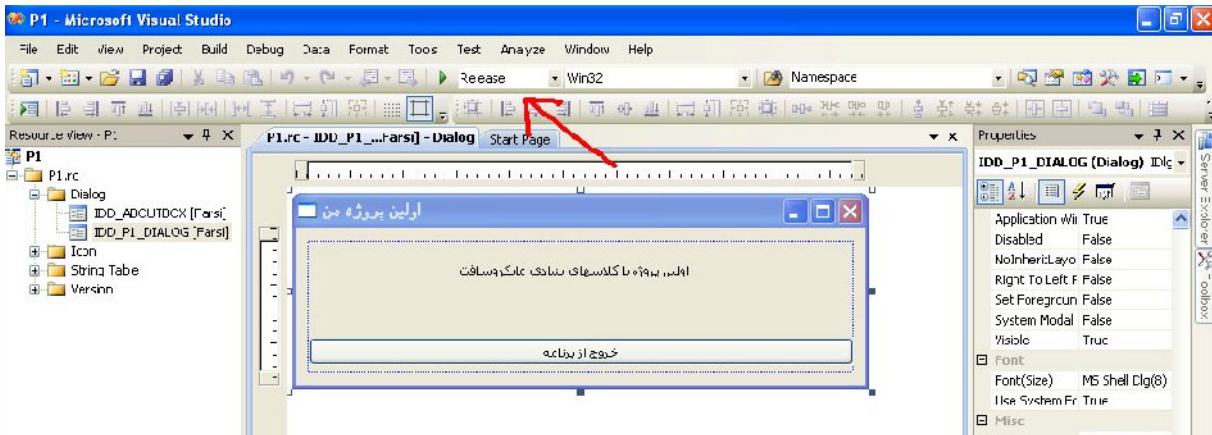 P1 - Microsoft Visual Studio
File Edit View Project Build Debug Data Format Tools Test Analyze Window Help
Release Win32 Namespace
Resource View - P1
P1.rc - IDD_P1_...Farsi] - Dialog Start Page
Properties
P1
P1.rc
Dialog
IDD_ABOUTBOX [Farsi]
IDD_P1_DIALOG [Farsi]
Icon
String Table
Version
اولین پروژه من
اولین پروژه با کلاسهای بنیادی مایکروسافت
خروج از برنامه
IDD_P1_DIALOG (Dialog) IDlg
Application Wi True
Disabled False
NoInheritLayo False
Right To Left F False
Set Foregroun False
System Modal False
Visible True
Font
Font(Size) MS Shell Dlg(8)
Use System Fo True
Misc
Server Explorer
Toolbox